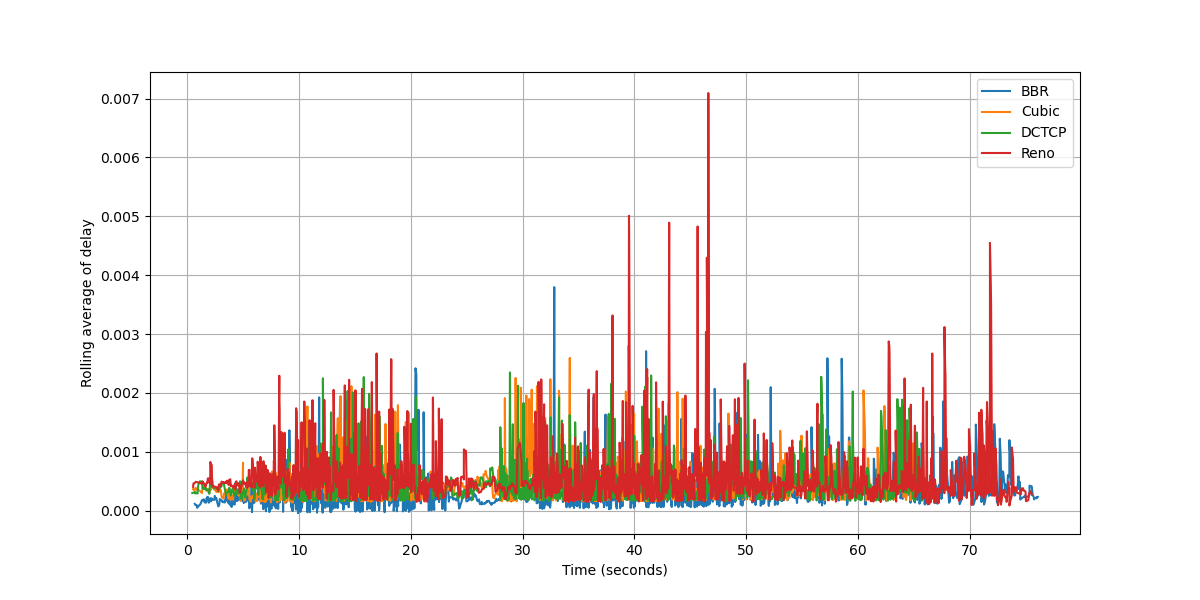 0.007
0.006
0.005
0.004
0.003
0.002
0.001
0.000
Rolling average of delay
0 10 20 30 40 50 60 70
Time (seconds)
BBR
Cubic
DCTCP
Reno